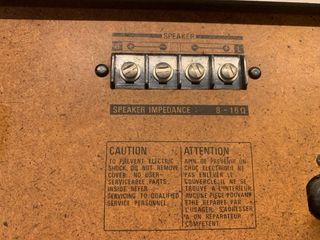 SPEAKER
R + - - + L
SPEAKER IMPEDANCE : 8 - 16 Ω
CAUTION
TO PREVENT ELECTRIC
SHOCK, DO NOT REMOVE
COVER. NO USER-
SERVICEABLE PARTS
INSIDE. REFER
SERVICING TO QUALIFIED
SERVICE PERSONNEL.
ATTENTION
AFIN DE PREVENIR UN
CHOC ELECTRIQUE NE
PAS ENLEVER LE
COUVERCLE. IL NE SE
TROUVE A L'INTERIEUR
AUCUNE PIECE POUVANT
ETRE REPAREE PAR
L'USAGER. S'ADRESSER
A UN REPARATEUR
COMPETENT.